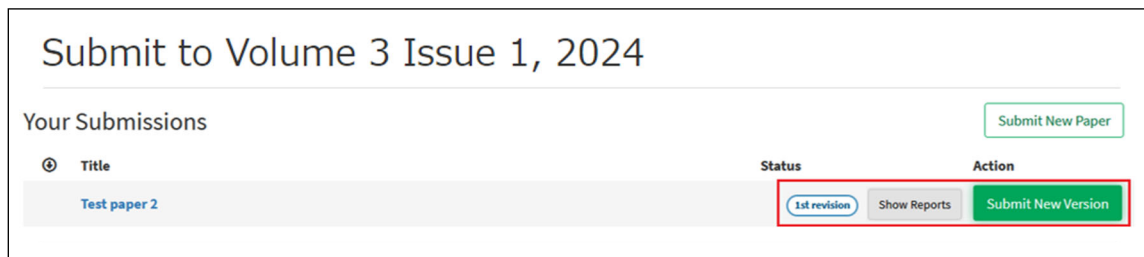 Submit to Volume 3 Issue 1, 2024
Your Submissions Submit New Paper
Title Status Action
Test paper 2 1st revision Show Reports Submit New Version